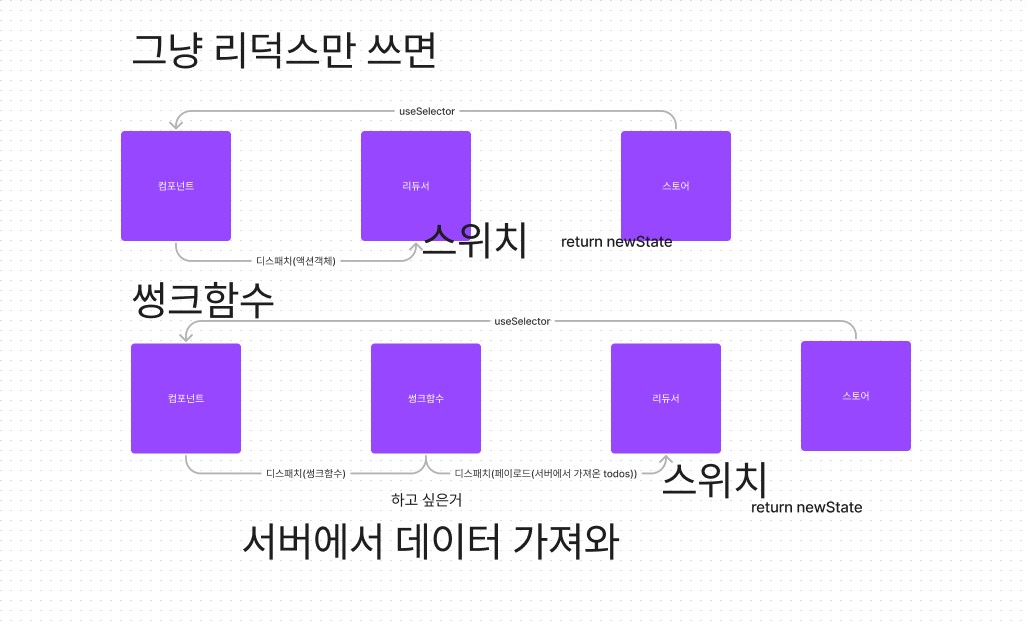 그냥 리덕스만 쓰면
useSelector
컴포넌트
리듀서
스토어
스위치
return newState
디스패치(액션객체)
썽크함수
useSelector
컴포넌트
썽크함수
리듀서
스토어
디스패치(썽크함수)
디스패치(페이로드(서버에서 가져온 todos))
스위치
하고 싶은거
return newState
서버에서 데이터 가져와